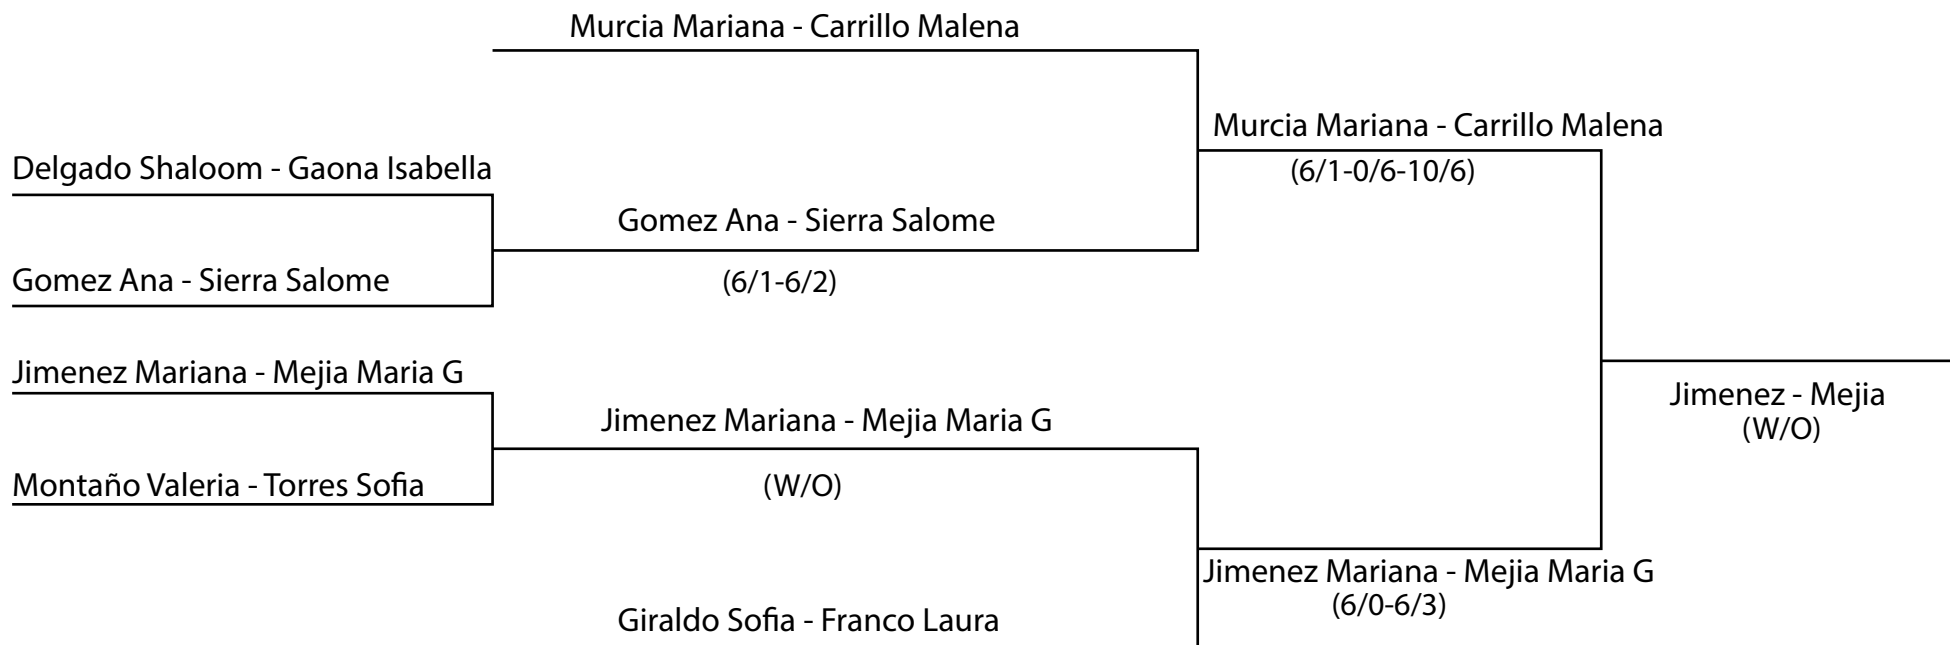 Murcia Mariana - Carrillo Malena
Murcia Mariana - Carrillo Malena
(6/1-0/6-10/6)
Delgado Shaloom - Gaona Isabella
Gomez Ana - Sierra Salome
Gomez Ana - Sierra Salome
(6/1-6/2)
Jimenez Mariana - Mejia Maria G
Jimenez - Mejia
(W/O)
Jimenez Mariana - Mejia Maria G
Montaño Valeria - Torres Sofia
(W/O)
Jimenez Mariana - Mejia Maria G
(6/0-6/3)
Giraldo Sofia - Franco Laura